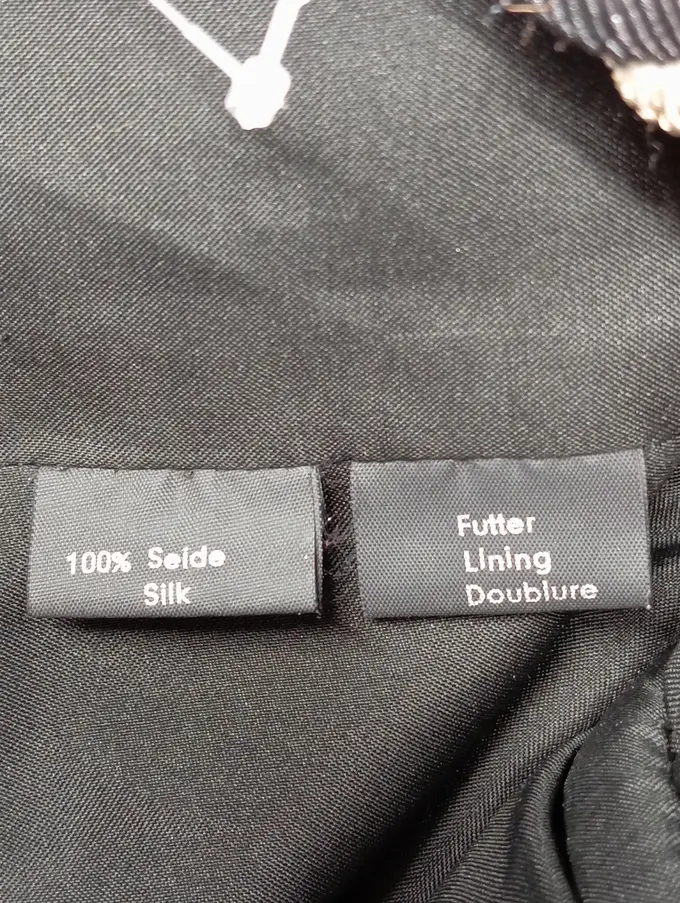 100% Seide
Silk
Futter
Lining
Doublure